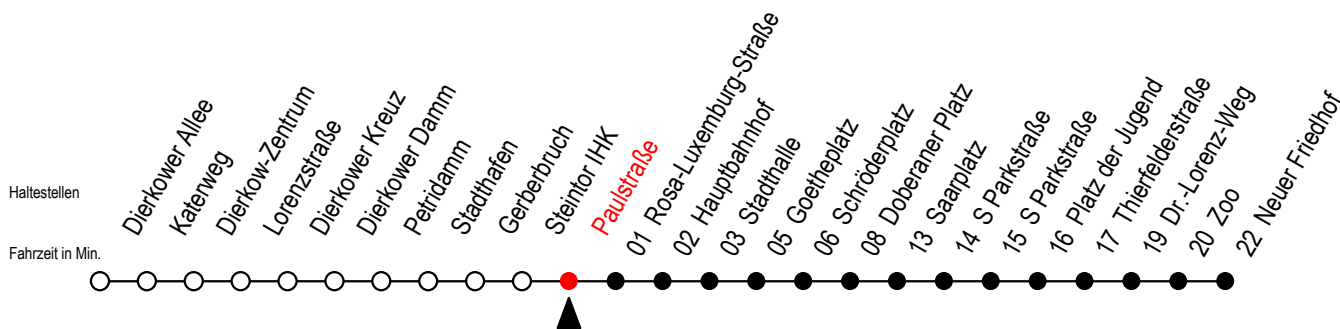 Haltestellen
Fahrzeit in Min.
Dierkower Allee
Katerweg
Dierkow-Zentrum
Lorenzstraße
Dierkower Kreuz
Dierkower Damm
Petridamm
Stadthafen
Gerberbruch
Steintor IHK
Paulstraße
01 Rosa-Luxemburg-Straße
02 Hauptbahnhof
03 Stadthalle
05 Goetheplatz
06 Schröderplatz
08 Doberaner Platz
13 Saarplatz
14 S Parkstraße
15 S Parkstraße
16 Platz der Jugend
17 Thierfelderstraße
19 Dr.-Lorenz-Weg
20 Zoo
22 Neuer Friedhof